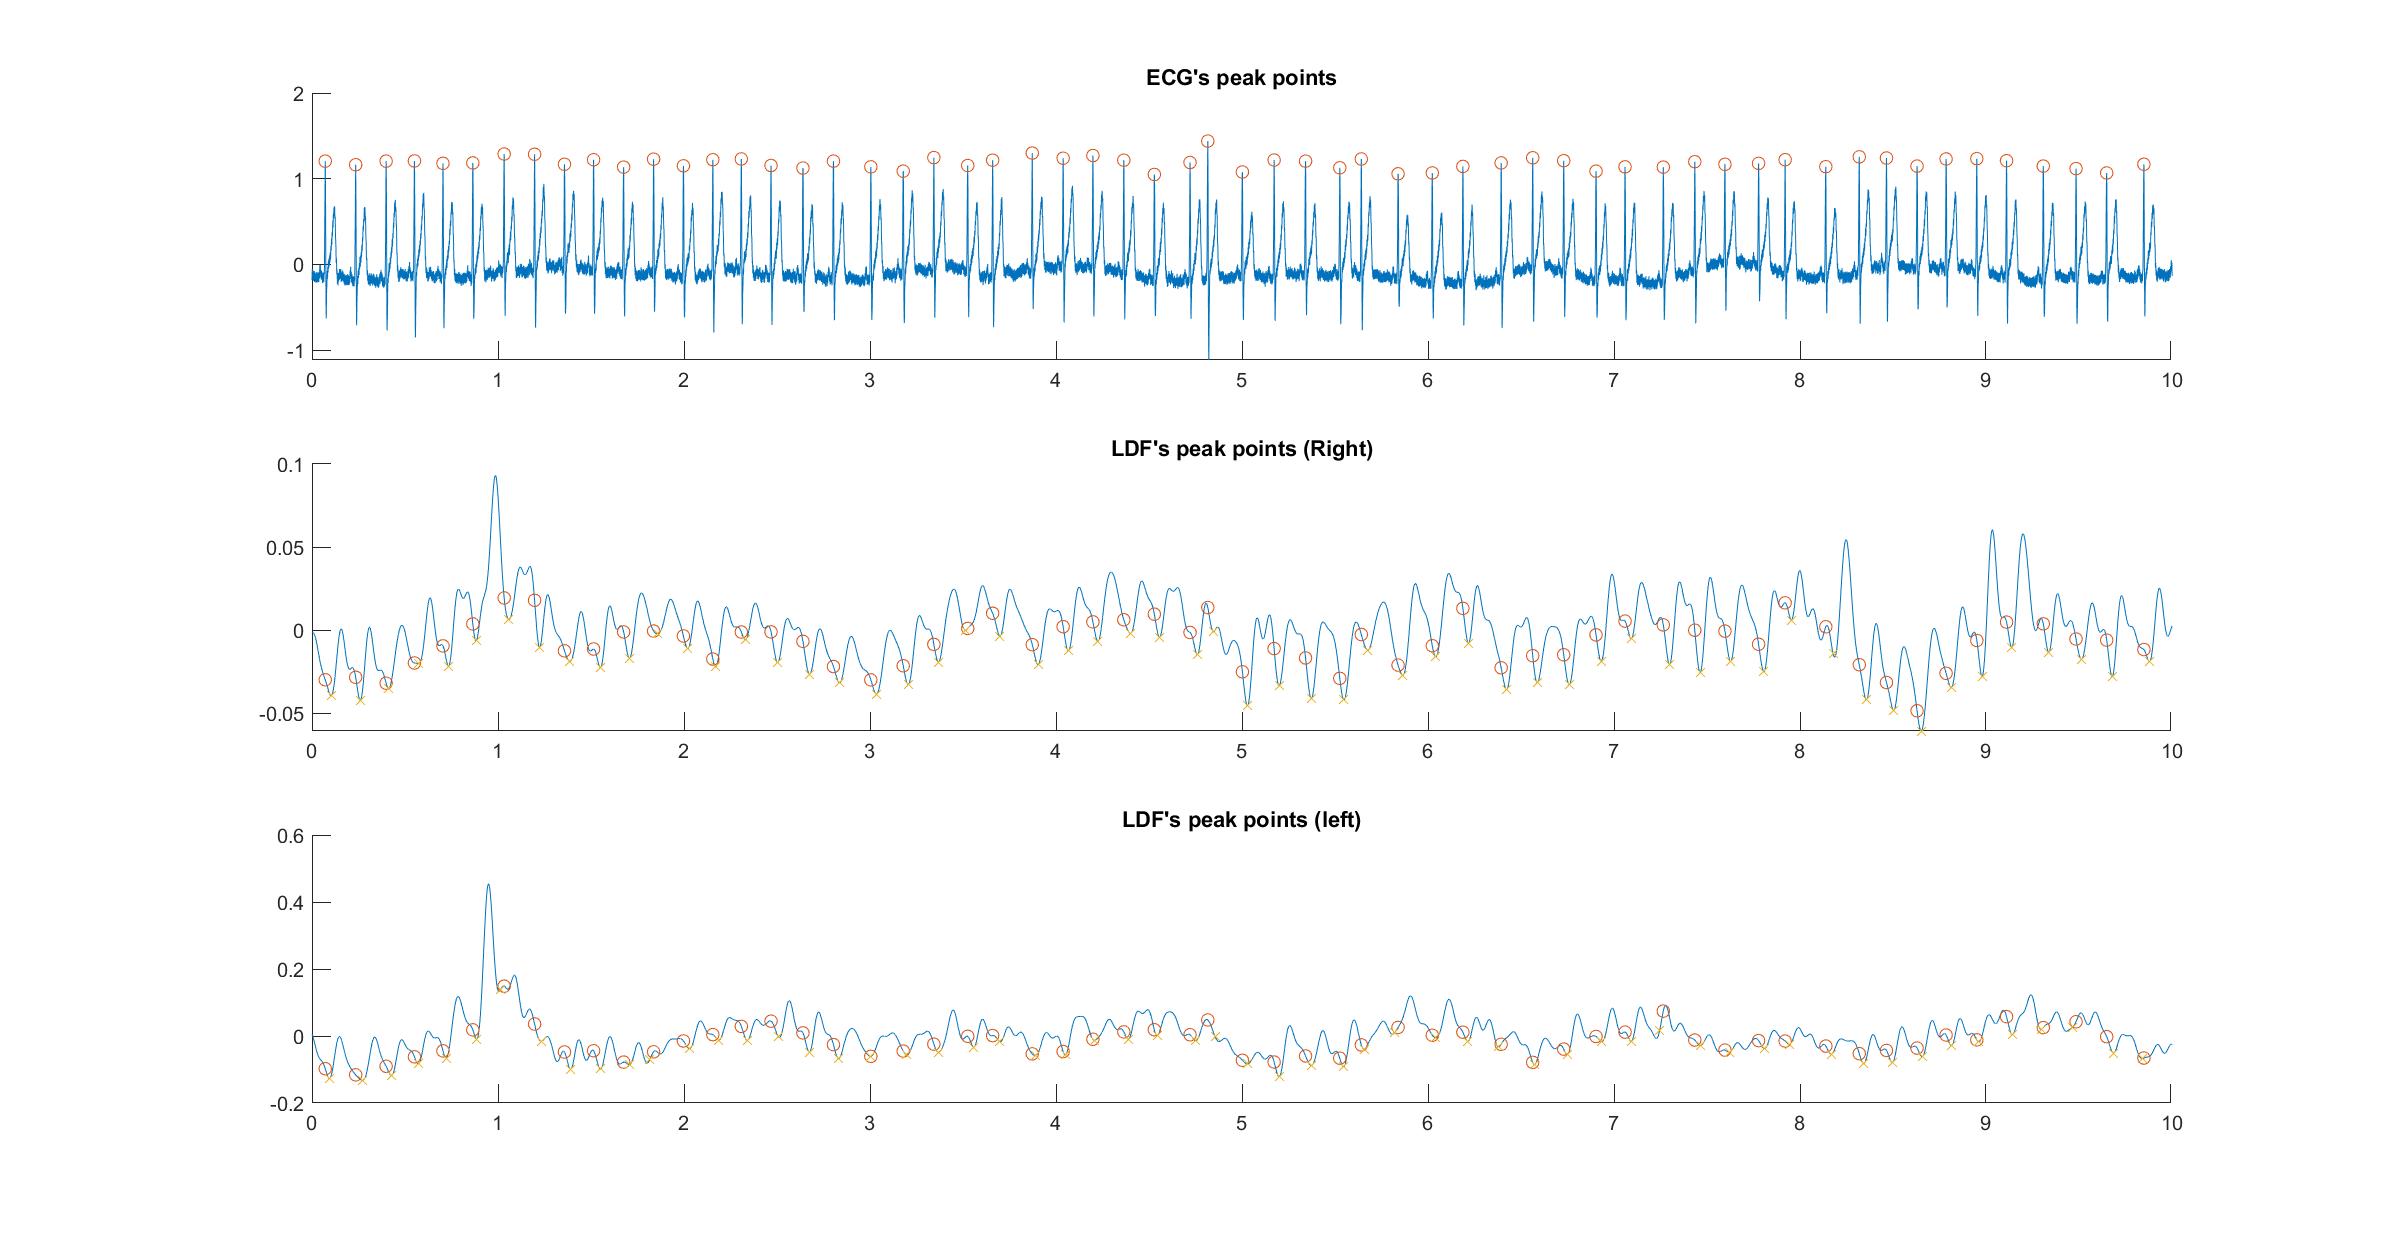 ECG's peak points
2
1
0
-1
0 1 2 3 4 5 6 7 8 9 10
LDF's peak points (Right)
0.1
0.05
0
-0.05
0 1 2 3 4 5 6 7 8 9 10
LDF's peak points (left)
0.6
0.4
0.2
0
-0.2
0 1 2 3 4 5 6 7 8 9 10